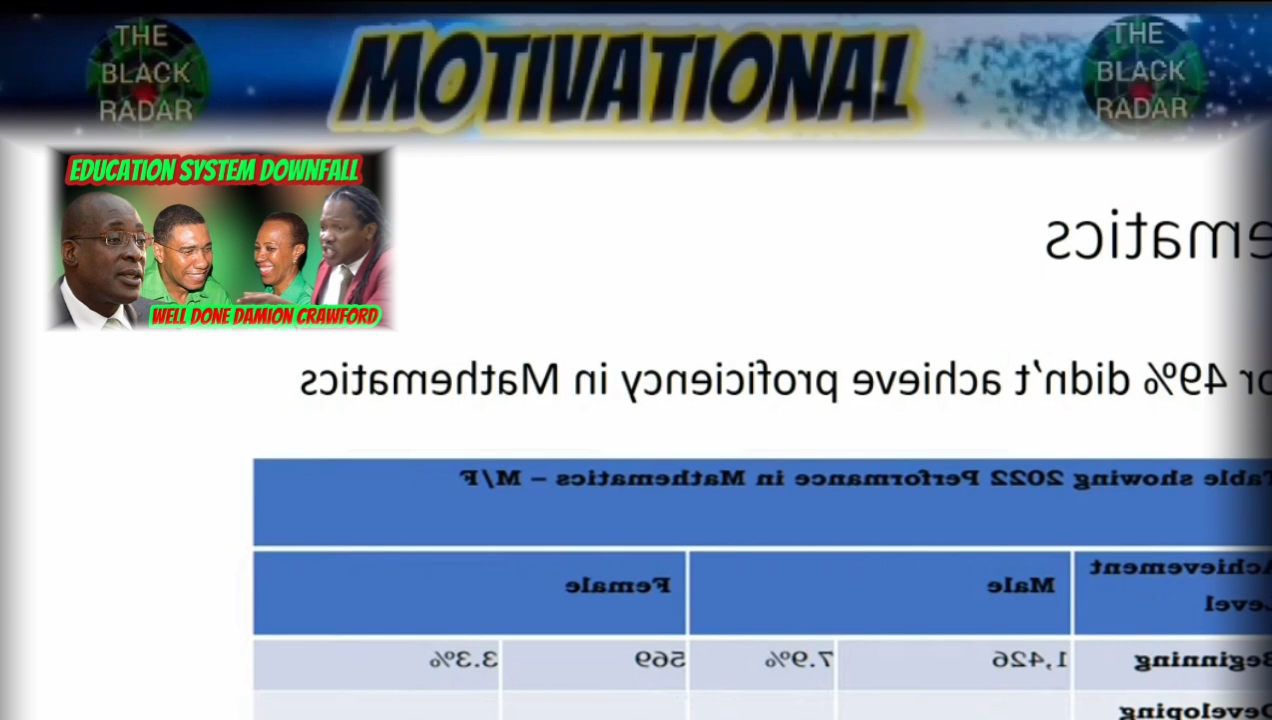 THE
BLACK
RADAR
MOTIVATIONAL
THE
BLACK
RADAR
EDUCATION SYSTEM DOWNFALL
WELL DONE DAMION CRAWFORD
ematics
or 49% didn't achieve proficiency in Mathematics
Table showing 2022 Performance in Mathematics – M/F
Achievement
Level
Male
Female
Beginning
1,426
7.9%
569
3.3%
Developing